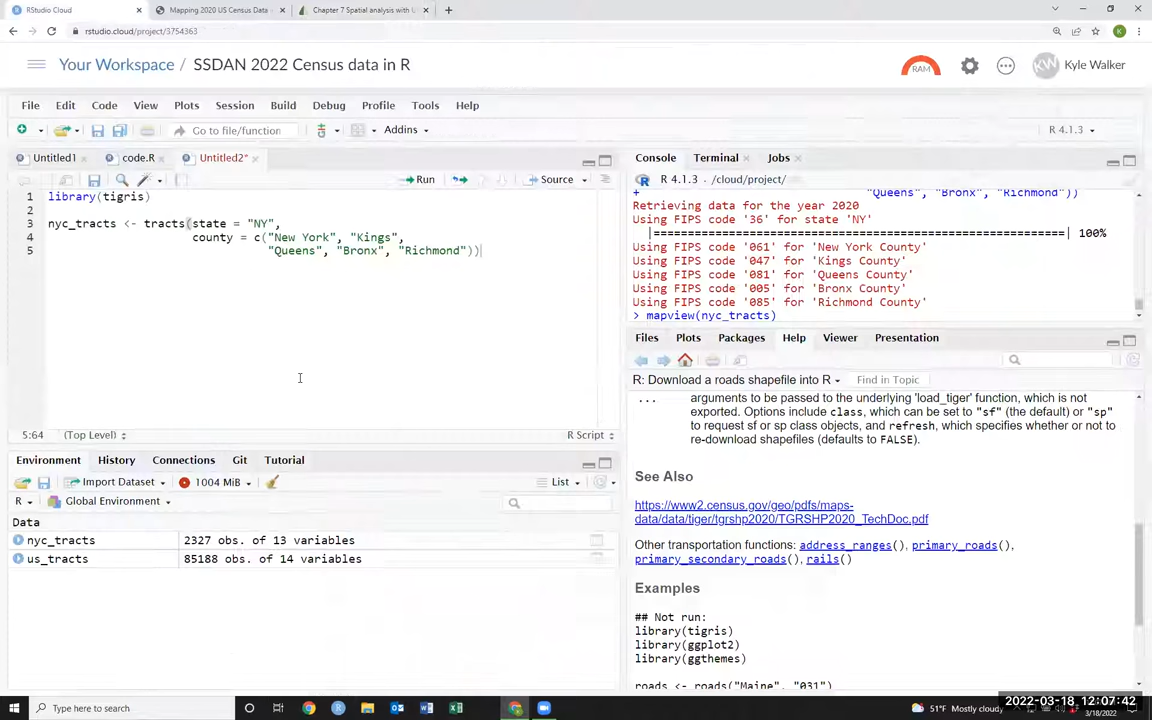 RStudio Cloud
Mapping 2020 US Census Data
Chapter 7 Spatial analysis with U
rstudio.cloud/project/3754363
K
Your Workspace / SSDAN 2022 Census data in R
RAM
KW
Kyle Walker
File Edit Code View Plots Session Build Debug Profile Tools Help
Go to file/function
Addins
R 4.1.3
Untitled1
code.R
Untitled2*
Run
Source
1 library(tigris)
2
3 nyc_tracts <- tracts(state = "NY",
4 county = c("New York", "Kings",
5 "Queens", "Bronx", "Richmond"))
5:64
(Top Level)
R Script
Console Terminal Jobs
R 4.1.3 . /cloud/project/
+ "Queens", "Bronx", "Richmond"))
Retrieving data for the year 2020
Using FIPS code '36' for state 'NY'
|======================================================================| 100%
Using FIPS code '061' for 'New York County'
Using FIPS code '047' for 'Kings County'
Using FIPS code '081' for 'Queens County'
Using FIPS code '005' for 'Bronx County'
Using FIPS code '085' for 'Richmond County'
> mapview(nyc_tracts)
Environment History Connections Git Tutorial
Import Dataset
1004 MiB
List
R
Global Environment
Data
nyc_tracts 2327 obs. of 13 variables
us_tracts 85188 obs. of 14 variables
Files Plots Packages Help Viewer Presentation
R: Download a roads shapefile into R
Find in Topic
... arguments to be passed to the underlying 'load_tiger' function, which is not
exported. Options include class, which can be set to "sf" (the default) or "sp"
to request sf or sp class objects, and refresh, which specifies whether or not to
re-download shapefiles (defaults to FALSE).
See Also
https://www2.census.gov/geo/pdfs/maps-
data/data/tiger/tgrshp2020/TGRSHP2020_TechDoc.pdf
Other transportation functions: address_ranges(), primary_roads(),
primary_secondary_roads(), rails()
Examples
## Not run:
library(tigris)
library(ggplot2)
library(ggthemes)
roads <- roads("Maine", "031")
Type here to search
51°F Mostly cloudy
2022-03-18 12:07:42
3/18/2022